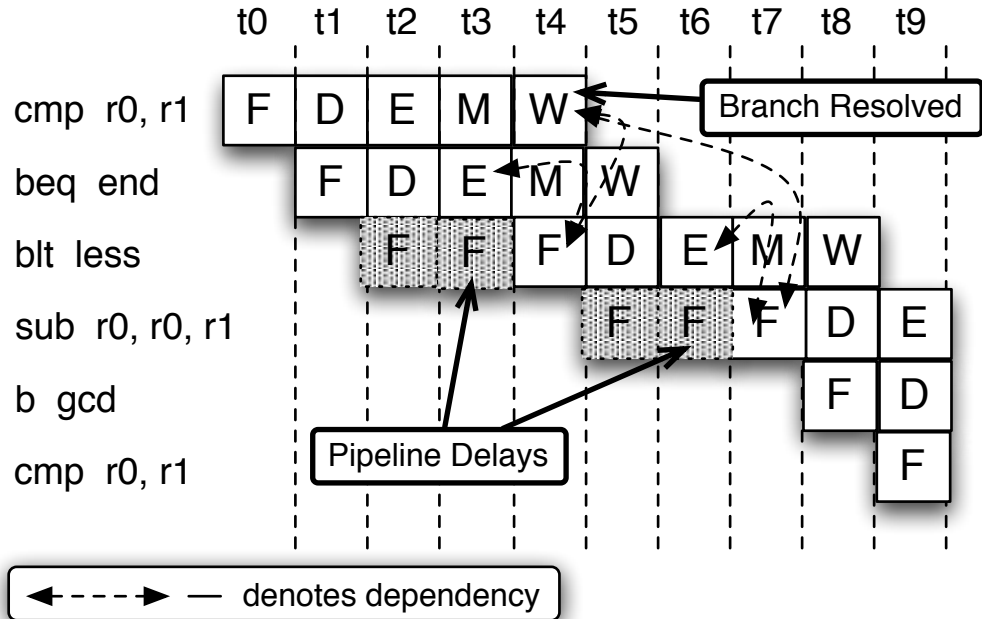 t0 t1 t2 t3 t4 t5 t6 t7 t8 t9
cmp r0, r1 F D E M W
Branch Resolved
beq end F D E M W
blt less F F F D E M W
sub r0, r0, r1 F F F D E
b gcd F D
Pipeline Delays
cmp r0, r1 F
— denotes dependency